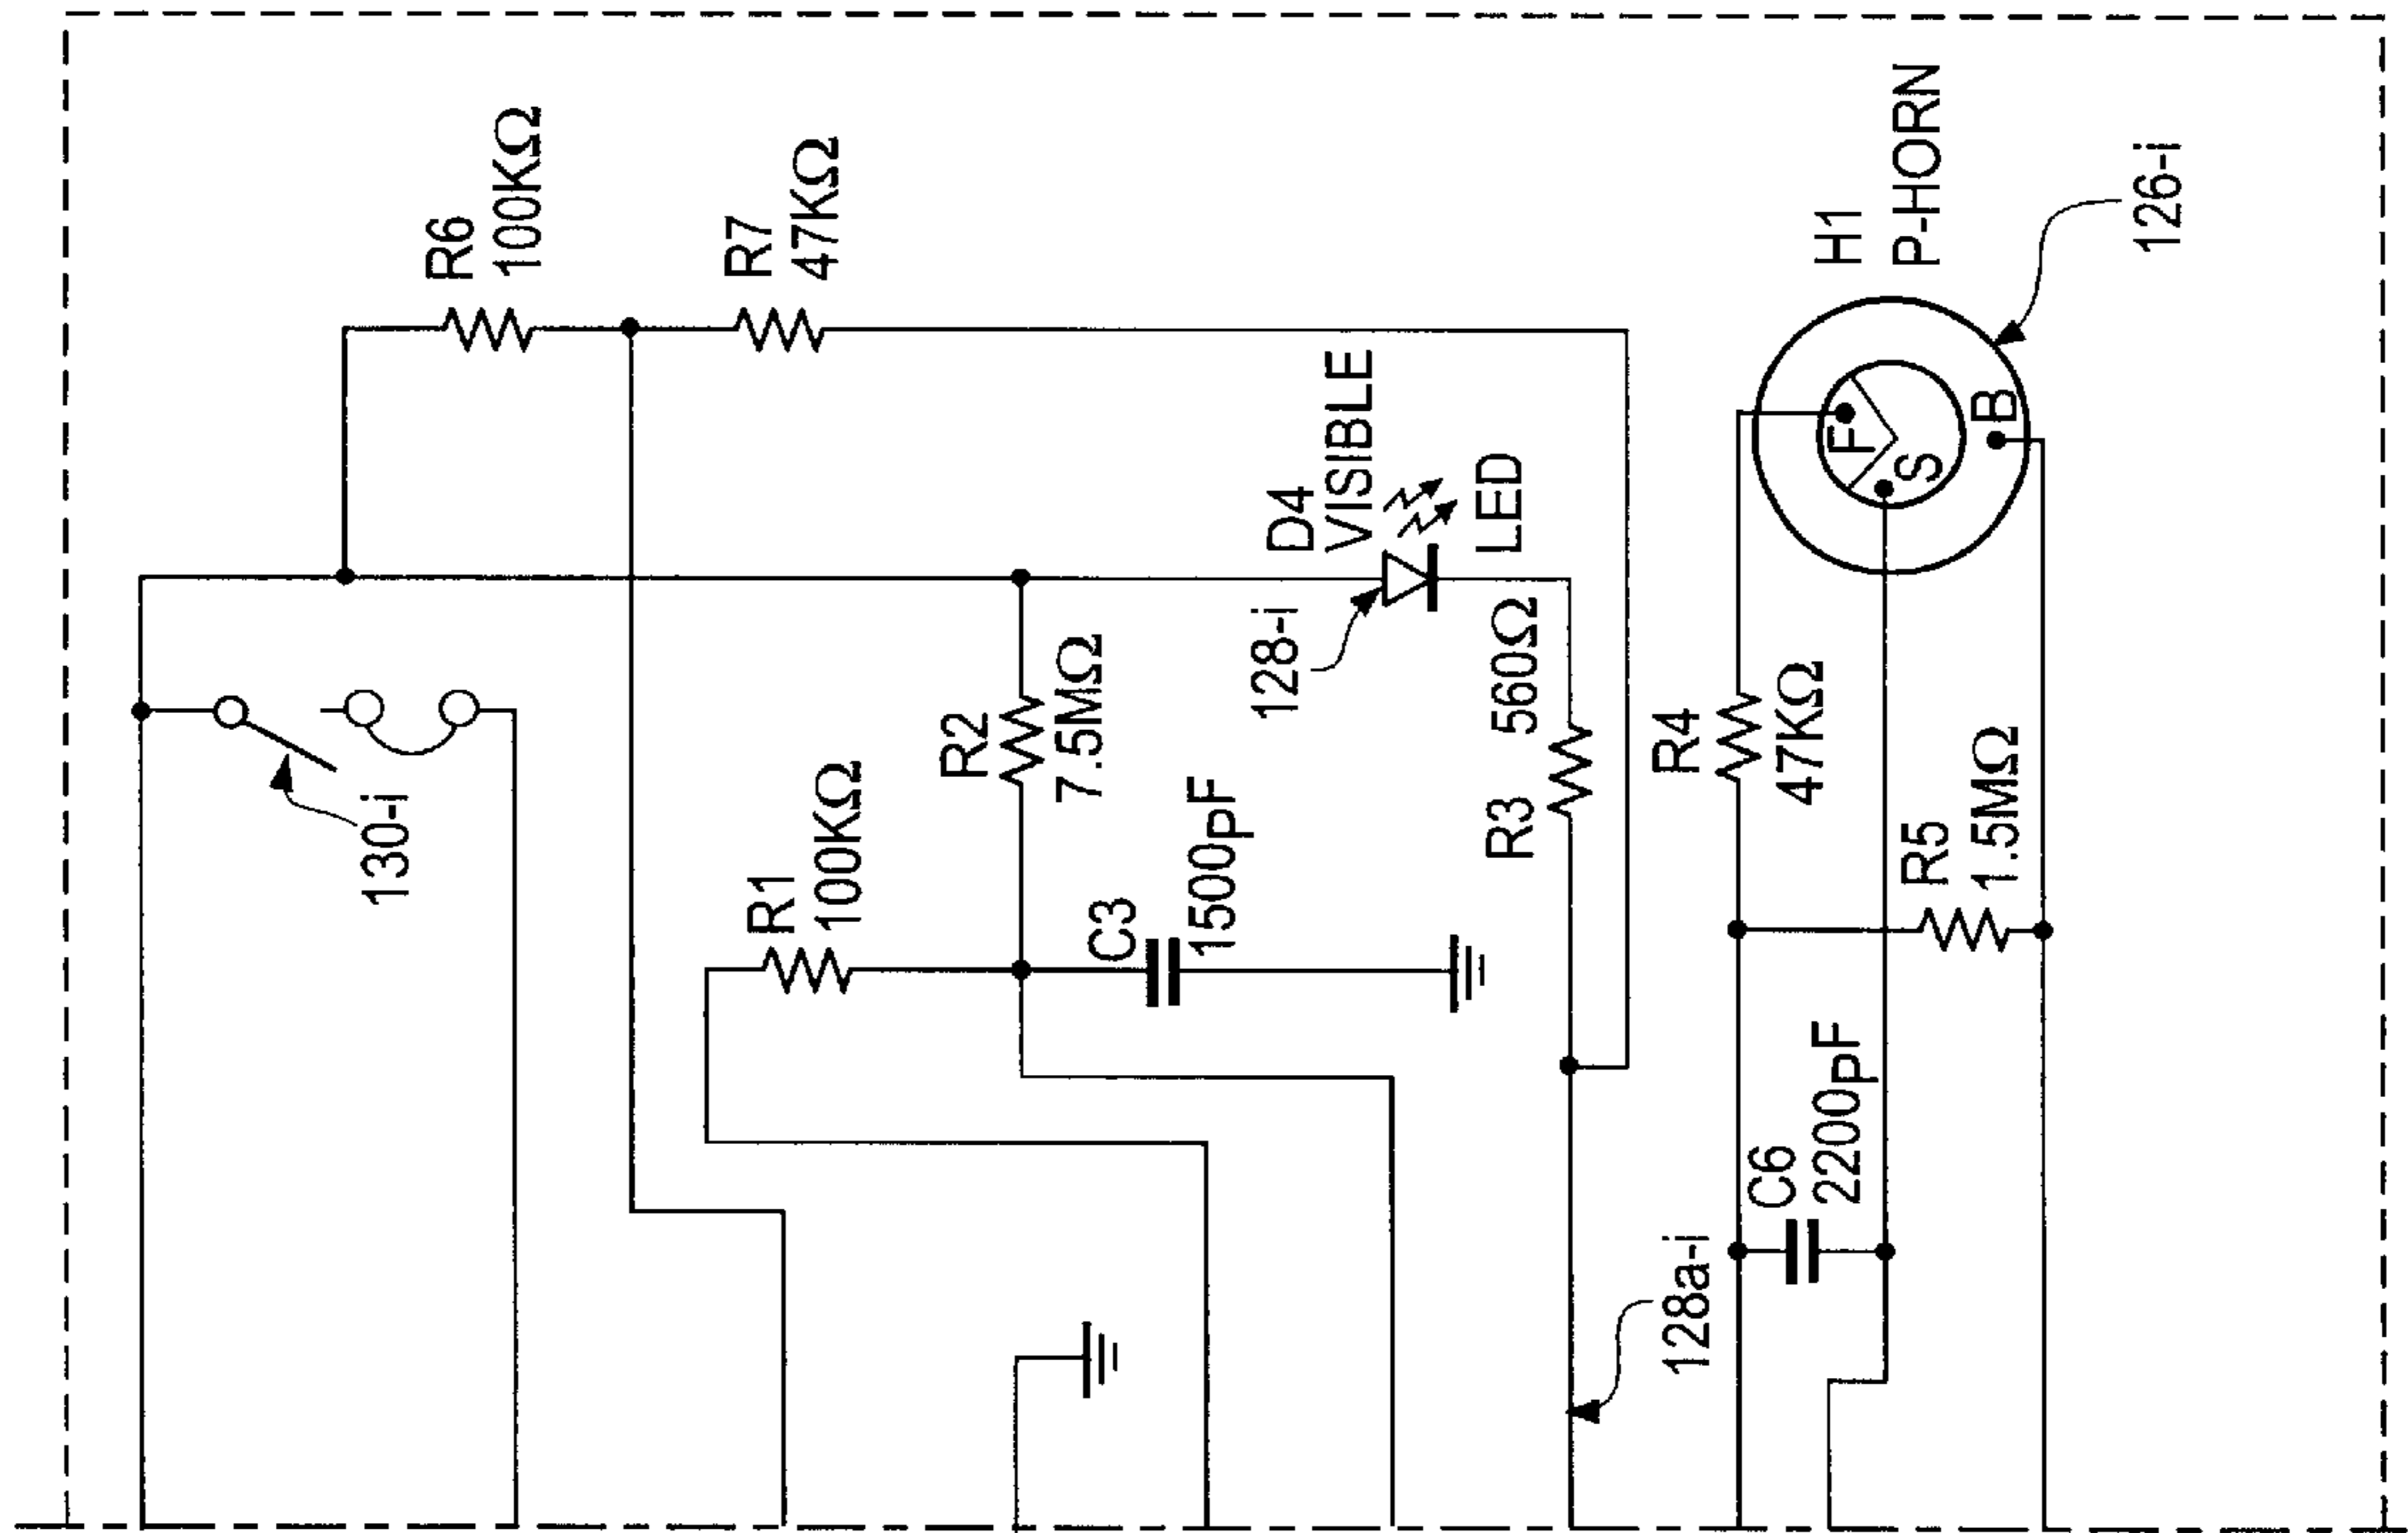 R6
100KΩ
R7
47KΩ
H1
P-HORN
126-i
D4
VISIBLE
LED
128-i
F
S
B
130-i
R2
7.5MΩ
R1
100KΩ
C3
1500pF
560Ω
R3
R4
47KΩ
R5
1.5MΩ
C6
2200pF
128a-i